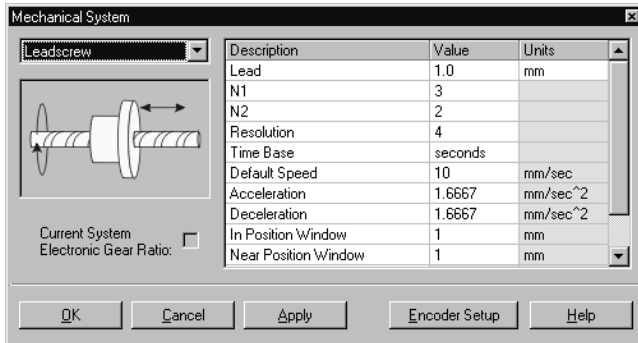 Mechanical System
Leadscrew
Description Value Units
Lead 1.0 mm
N1 3
N2 2
Resolution 4
Time Base seconds
Default Speed 10 mm/sec
Acceleration 1.6667 mm/sec^2
Deceleration 1.6667 mm/sec^2
In Position Window 1 mm
Near Position Window 1 mm
Current System
Electronic Gear Ratio:
OK Cancel Apply Encoder Setup Help